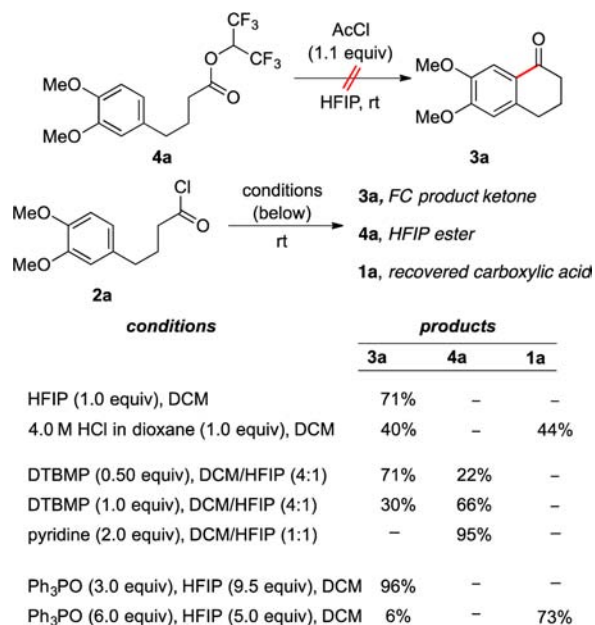 CF₃
AcCl
O
MeO
CF₃
(1.1 equiv)
MeO
O
O
HFIP, rt
MeO
MeO
4a
3a
Cl
conditions
3a, FC product ketone
MeO
O
(below)
4a, HFIP ester
MeO
rt
1a, recovered carboxylic acid
2a
conditions products
3a 4a 1a
HFIP (1.0 equiv), DCM 71% – –
4.0 M HCl in dioxane (1.0 equiv), DCM 40% – 44%
DTBMP (0.50 equiv), DCM/HFIP (4:1) 71% 22% –
DTBMP (1.0 equiv), DCM/HFIP (4:1) 30% 66% –
pyridine (2.0 equiv), DCM/HFIP (1:1) – 95% –
Ph₃PO (3.0 equiv), HFIP (9.5 equiv), DCM 96% – –
Ph₃PO (6.0 equiv), HFIP (5.0 equiv), DCM 6% – 73%